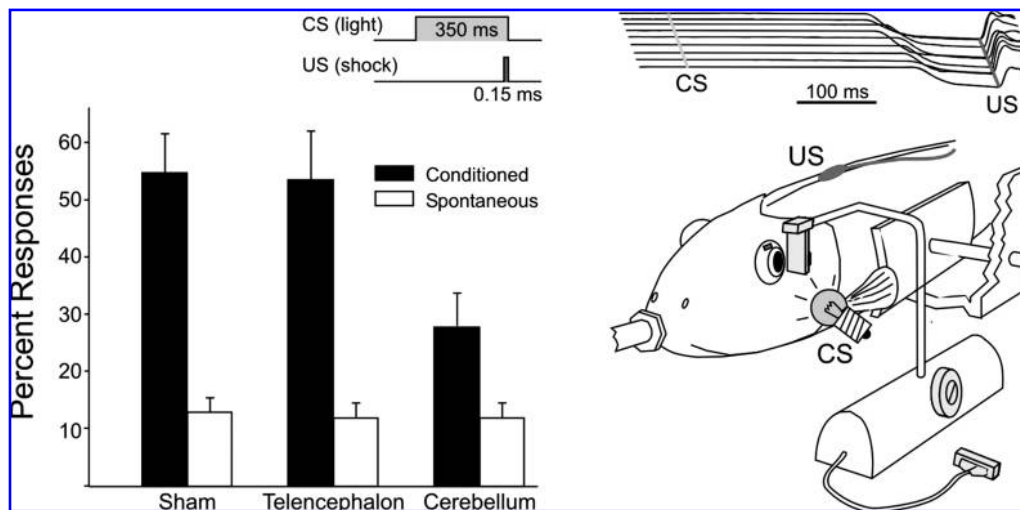 CS (light)
350 ms
US (shock)
0.15 ms
Percent Responses
60
50
40
30
20
10
Conditioned
Spontaneous
Sham
Telencephalon
Cerebellum
CS
100 ms
US
US
CS